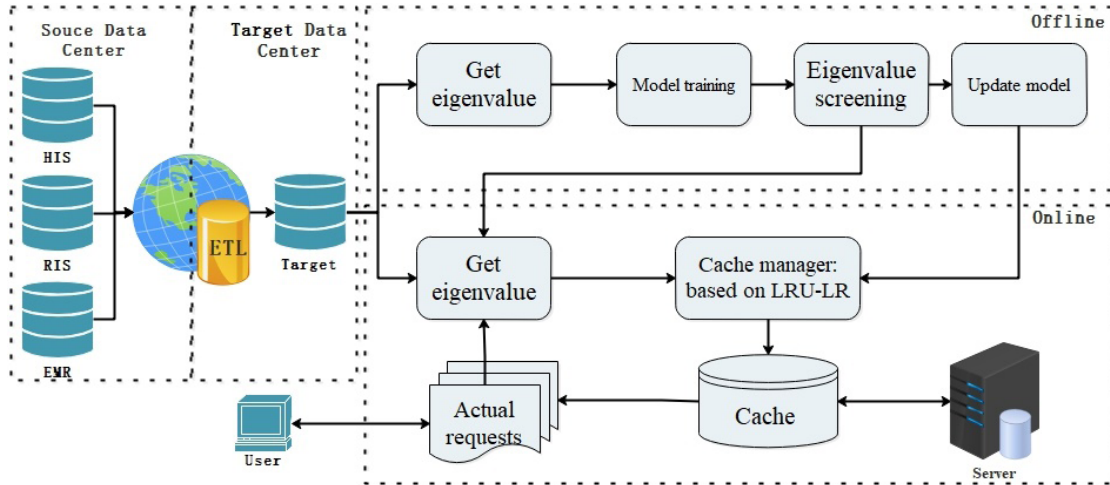 Souce Data
Center
Target Data
Center
HIS
RIS
EMR
ETL
Target
Offline
Get
eigenvalue
Model training
Eigenvalue
screening
Update model
Online
Get
eigenvalue
Cache manager:
based on LRU-LR
Actual
requests
Cache
User
Server